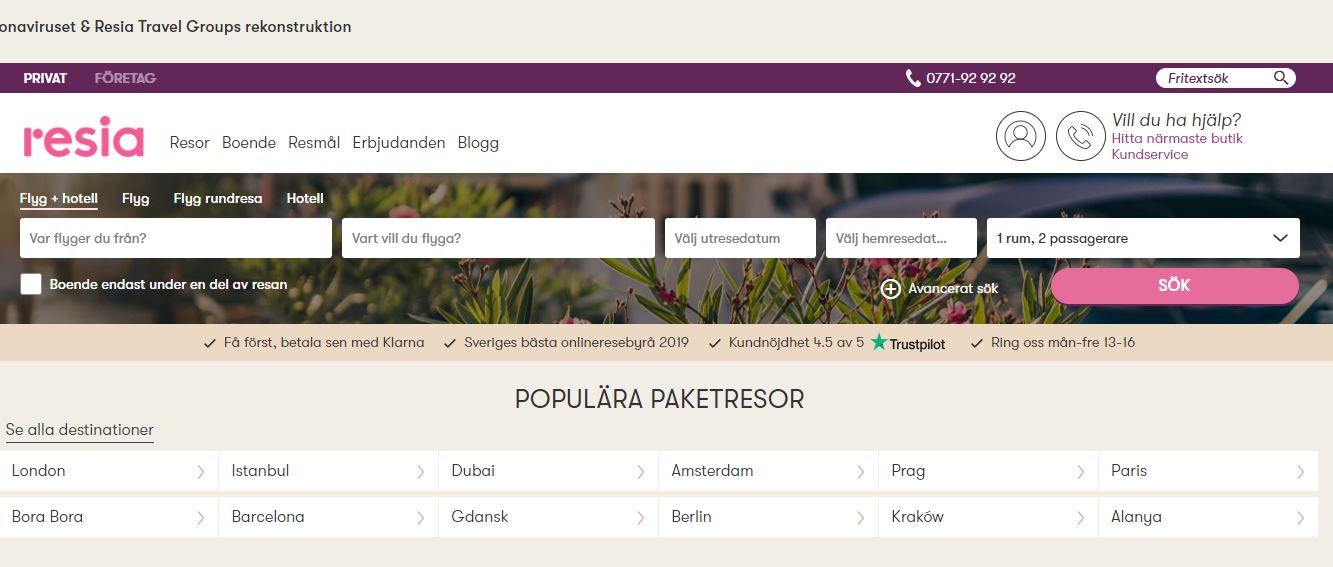 onaviruset & Resia Travel Groups rekonstruktion
PRIVAT FÖRETAG 0771-92 92 92 Fritextsök
resia Resor Boende Resmål Erbjudanden Blogg
Vill du ha hjälp?
Hitta närmaste butik
Kundservice
Flyg + hotell Flyg Flyg rundresa Hotell
Var flyger du från? Vart vill du flyga? Välj utresedatum Välj hemresedat... 1 rum, 2 passagerare
Boende endast under en del av resan Avancerat sök SÖK
Få först, betala sen med Klarna Sveriges bästa onlineresebyrå 2019 Kundnöjdhet 4.5 av 5 Trustpilot Ring oss mån-fre 13-16
POPULÄRA PAKETRESOR
Se alla destinationer
London Istanbul Dubai Amsterdam Prag Paris
Bora Bora Barcelona Gdansk Berlin Kraków Alanya